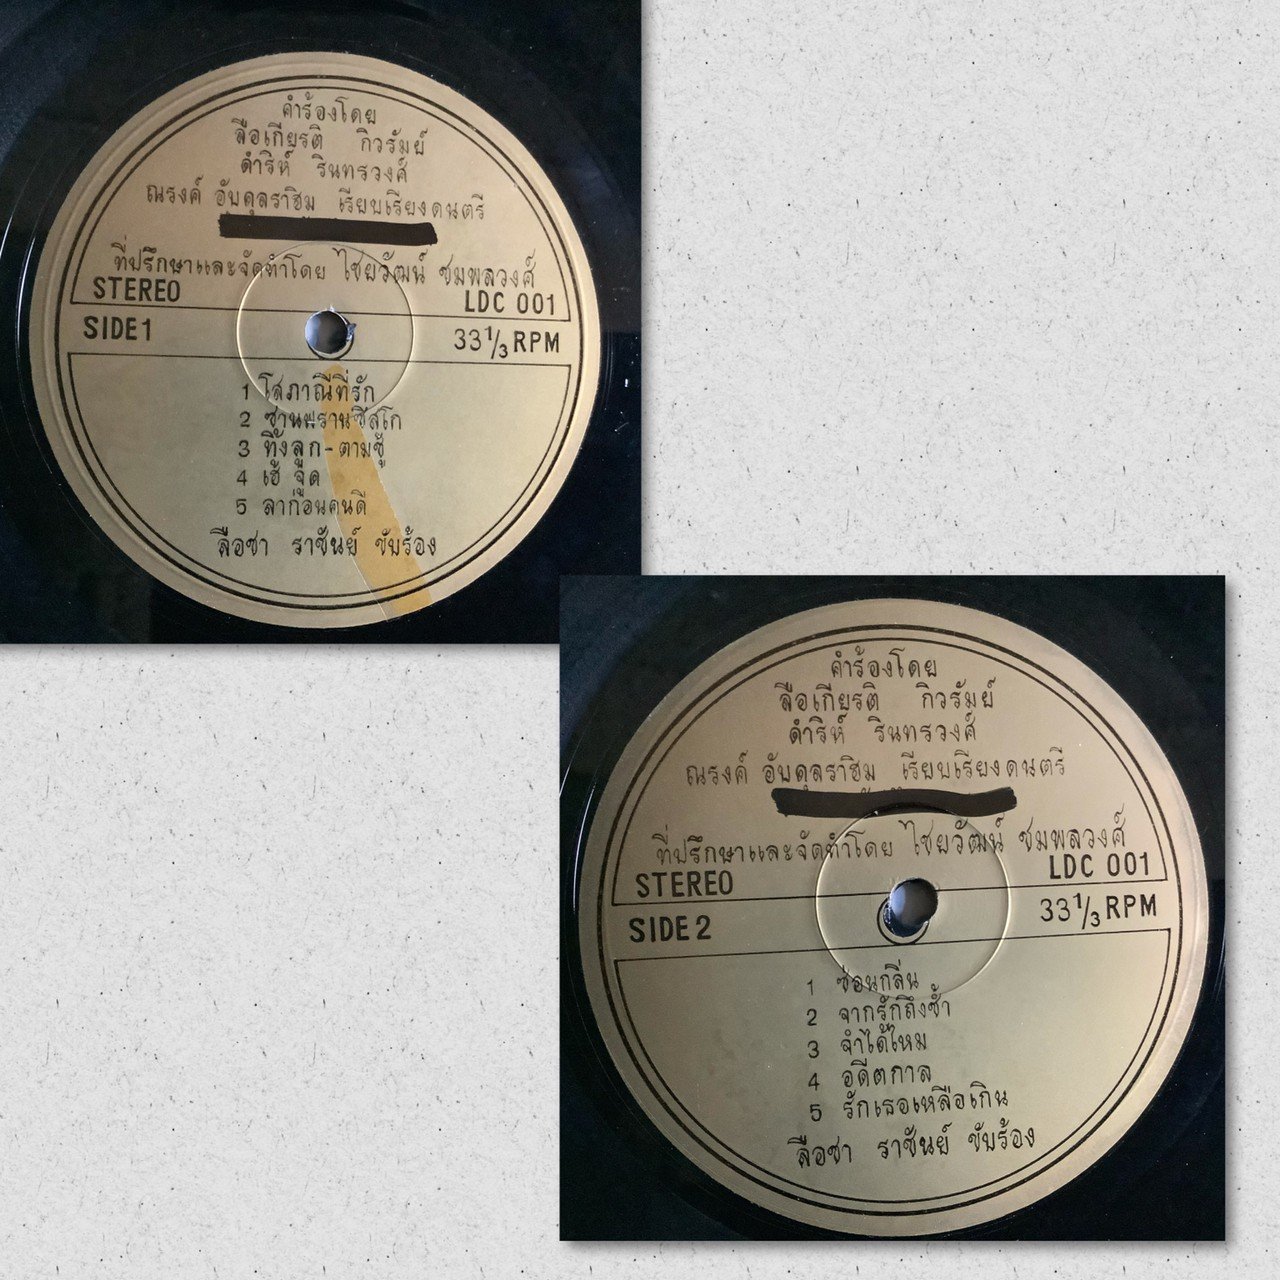 คำร้องโดย
ลือเกียรติ กิวรัมย์
ดำริห์ รินทรวงศ์
ณรงค์ อับดุลราฮิม เรียบเรียงดนตรี
ที่ปรึกษาและจัดทำโดย ไชยวัฒน์ ชมพลวงศ์
STEREO LDC 001
SIDE 1 33 1/3 RPM
1 โสภาณีที่รัก
2 ซานฟรานซิสโก
3 ทิ้งลูก-ตามชู้
4 เฮ้ จู๊ด
5 ลาก่อนคนดี
ลือชา ราชันย์ ขับร้อง
คำร้องโดย
ลือเกียรติ กิวรัมย์
ดำริห์ รินทรวงศ์
ณรงค์ อับดุลราฮิม เรียบเรียงดนตรี
ที่ปรึกษาและจัดทำโดย ไชยวัฒน์ ชมพลวงศ์
STEREO LDC 001
SIDE 2 33 1/3 RPM
1 ซ่อนกลิ่น
2 จากรักถึงช้ำ
3 จำได้ไหม
4 อดีตกาล
5 รักเธอเหลือเกิน
ลือชา ราชันย์ ขับร้อง